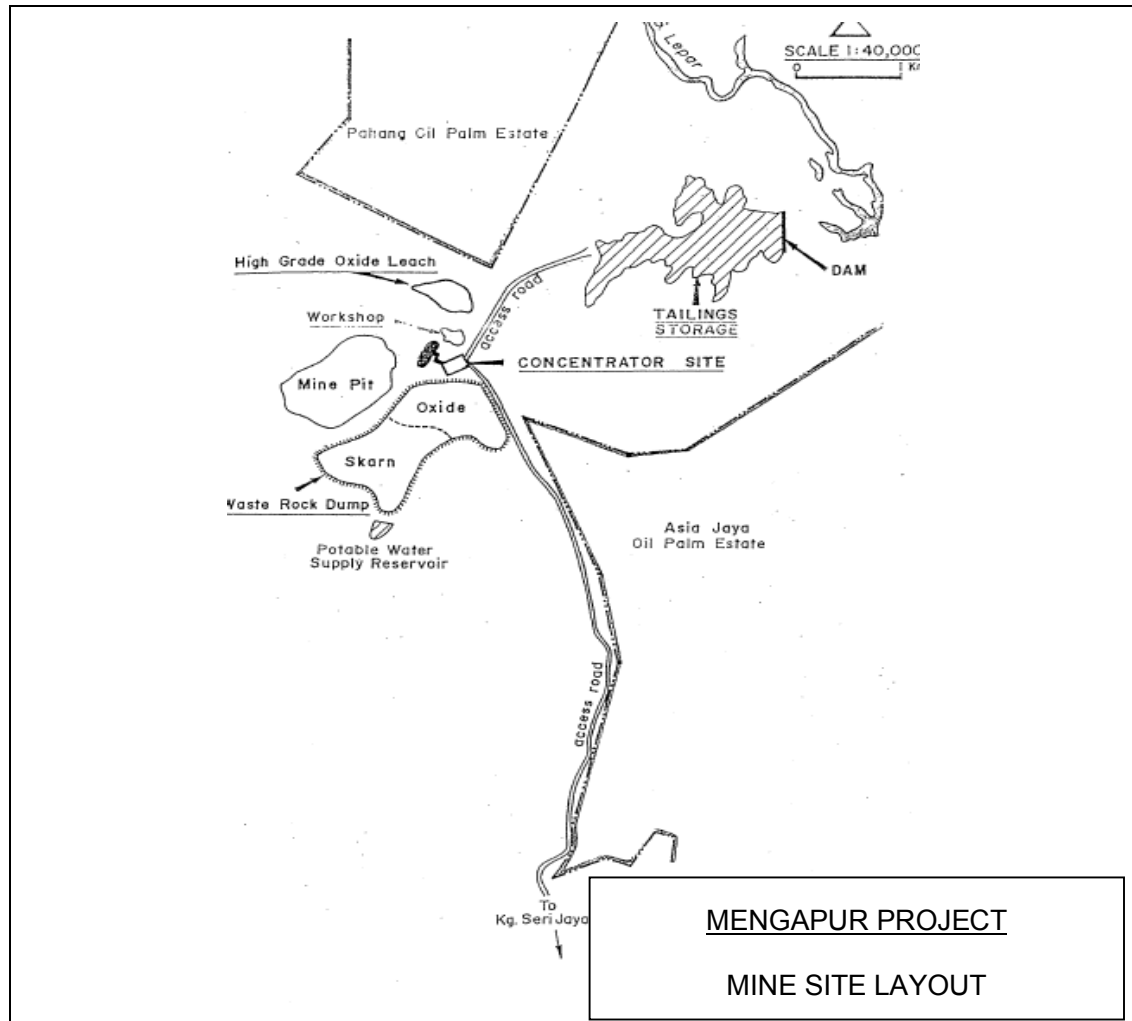 Lepar
SCALE 1:40,000
0 1 K
Pahang Oil Palm Estate
High Grade Oxide Leach
Workshop
access road
DAM
TAILINGS
STORAGE
CONCENTRATOR SITE
Mine Pit
Oxide
Skarn
Waste Rock Dump
Potable Water
Supply Reservoir
Asia Jaya
Oil Palm Estate
access road
To
Kg. Seri Jaya
MENGAPUR PROJECT
MINE SITE LAYOUT